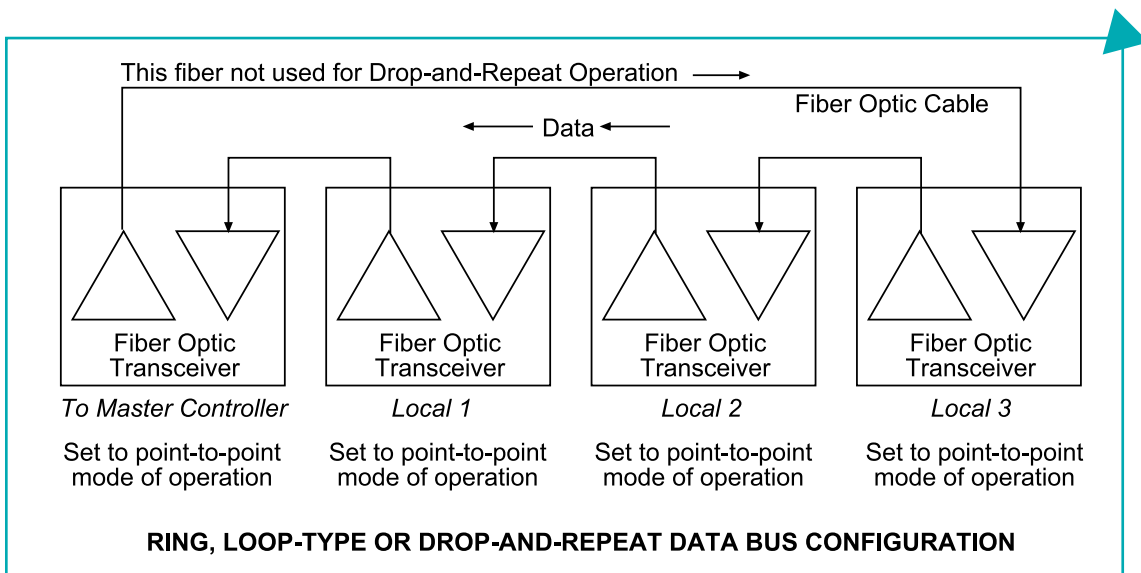 This fiber not used for Drop-and-Repeat Operation
Fiber Optic Cable
Data
Fiber Optic
Transceiver
Fiber Optic
Transceiver
Fiber Optic
Transceiver
Fiber Optic
Transceiver
To Master Controller
Local 1
Local 2
Local 3
Set to point-to-point
mode of operation
Set to point-to-point
mode of operation
Set to point-to-point
mode of operation
Set to point-to-point
mode of operation
RING, LOOP-TYPE OR DROP-AND-REPEAT DATA BUS CONFIGURATION